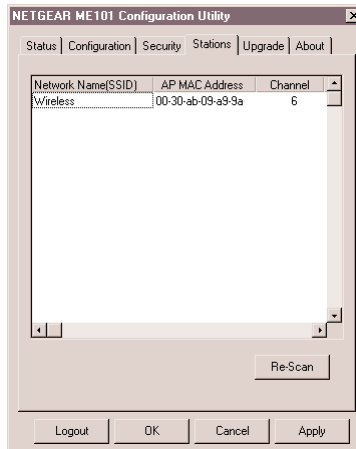 NETGEAR ME101 Configuration Utility
Status Configuration Security Stations Upgrade About
Network Name(SSID) AP MAC Address Channel
Wireless 00-30-ab-09-a9-9a 6
Re-Scan
Logout OK Cancel Apply